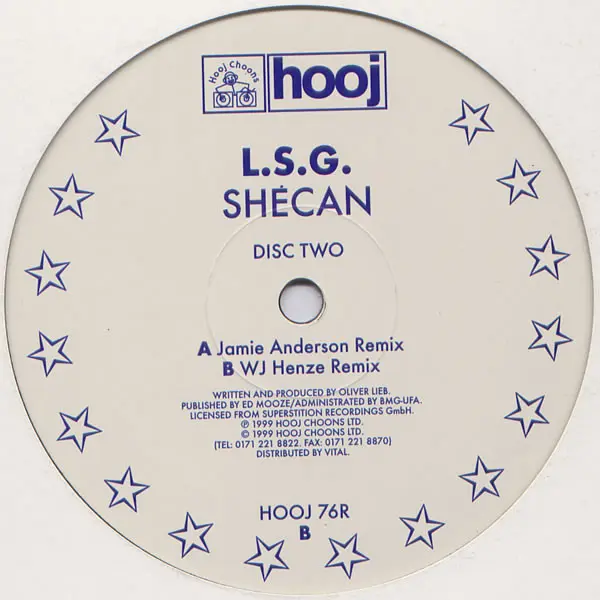 Hooj Choons
hooj
L.S.G.
SHĖCAN
DISC TWO
A Jamie Anderson Remix
B WJ Henze Remix
WRITTEN AND PRODUCED BY OLIVER LIEB.
PUBLISHED BY ED MOOZE/ADMINISTRATED BY BMG-UFA.
LICENSED FROM SUPERSTITION RECORDINGS GmbH.
℗ 1999 HOOJ CHOONS LTD.
© 1999 HOOJ CHOONS LTD.
(TEL: 0171 221 8822. FAX: 0171 221 8870)
DISTRIBUTED BY VITAL.
HOOJ 76R
B